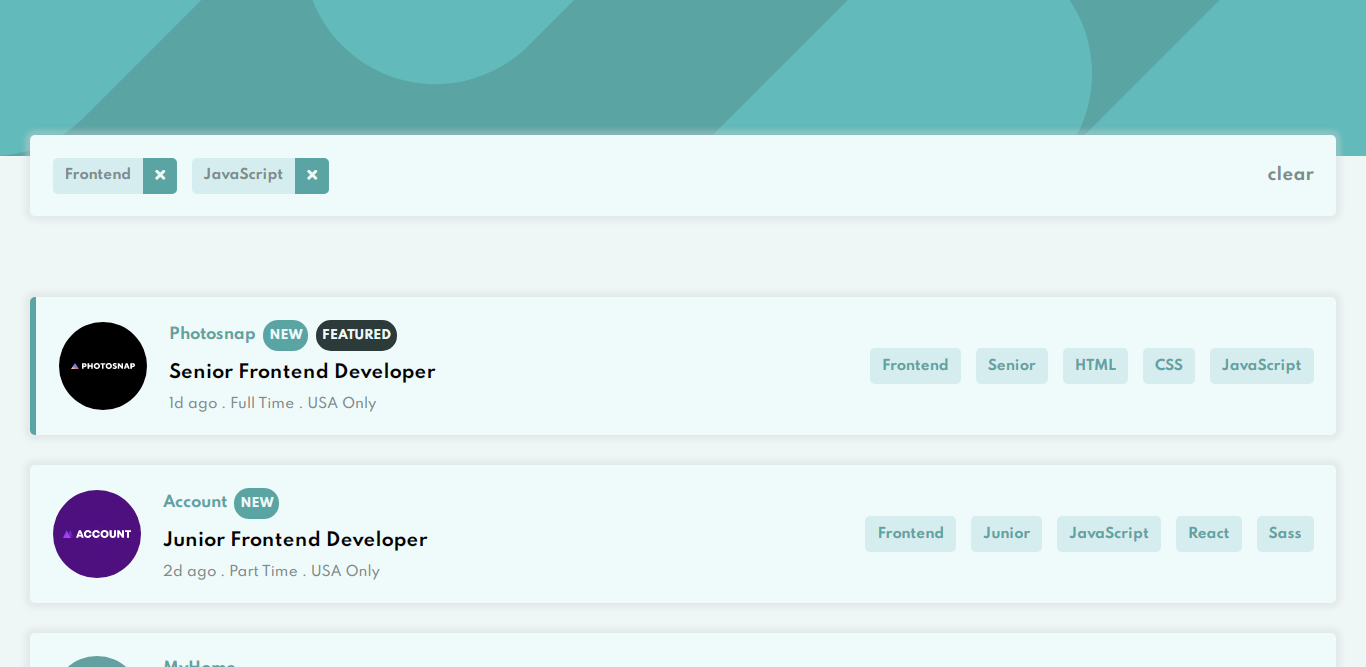 Frontend × JavaScript × clear
PHOTOSNAP
Photosnap NEW FEATURED
Senior Frontend Developer
1d ago . Full Time . USA Only
Frontend Senior HTML CSS JavaScript
ACCOUNT
Account NEW
Junior Frontend Developer
2d ago . Part Time . USA Only
Frontend Junior JavaScript React Sass
MyHome